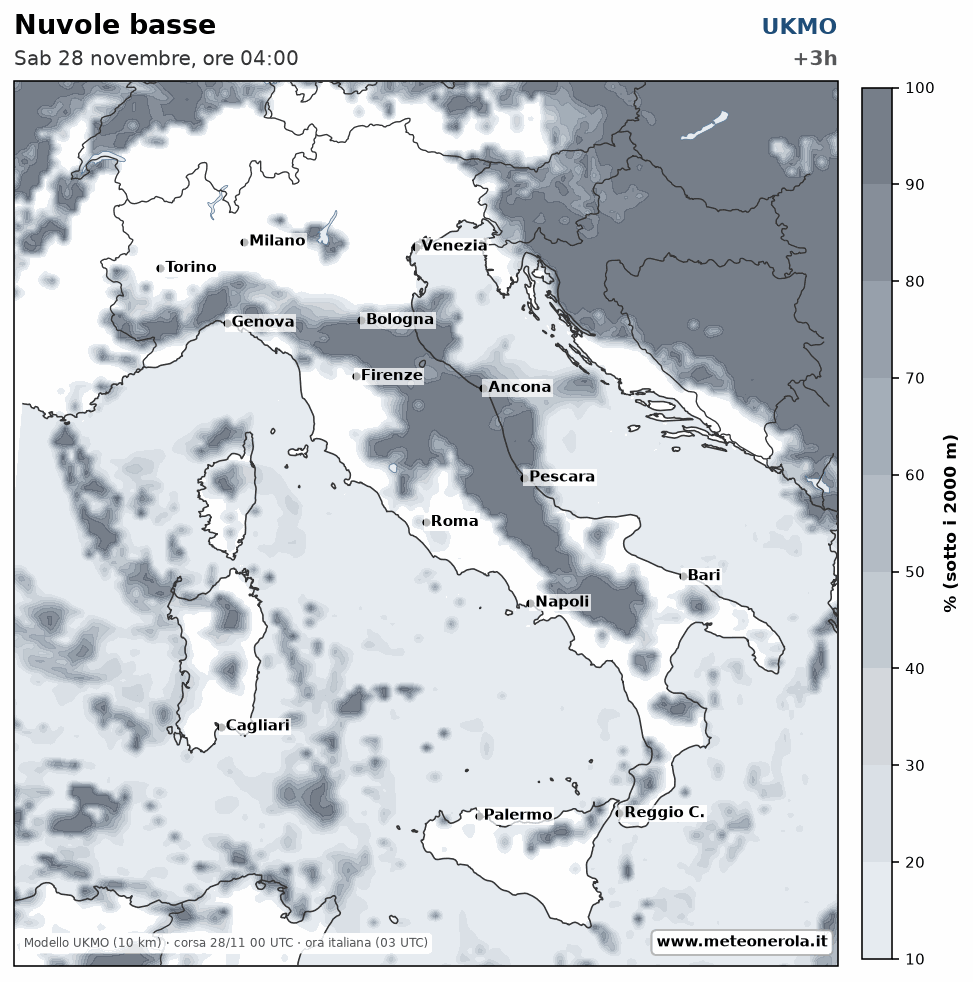 Nuvole basse
UKMO
Sab 28 novembre, ore 04:00
+3h
100
90
80
70
60
50
40
30
20
10
% (sotto i 2000 m)
Milano
Venezia
Torino
Genova
Bologna
Firenze
Ancona
Pescara
Roma
Bari
Napoli
Cagliari
Palermo
Reggio C.
Modello UKMO (10 km) · corsa 28/11 00 UTC · ora italiana (03 UTC)
www.meteonerola.it